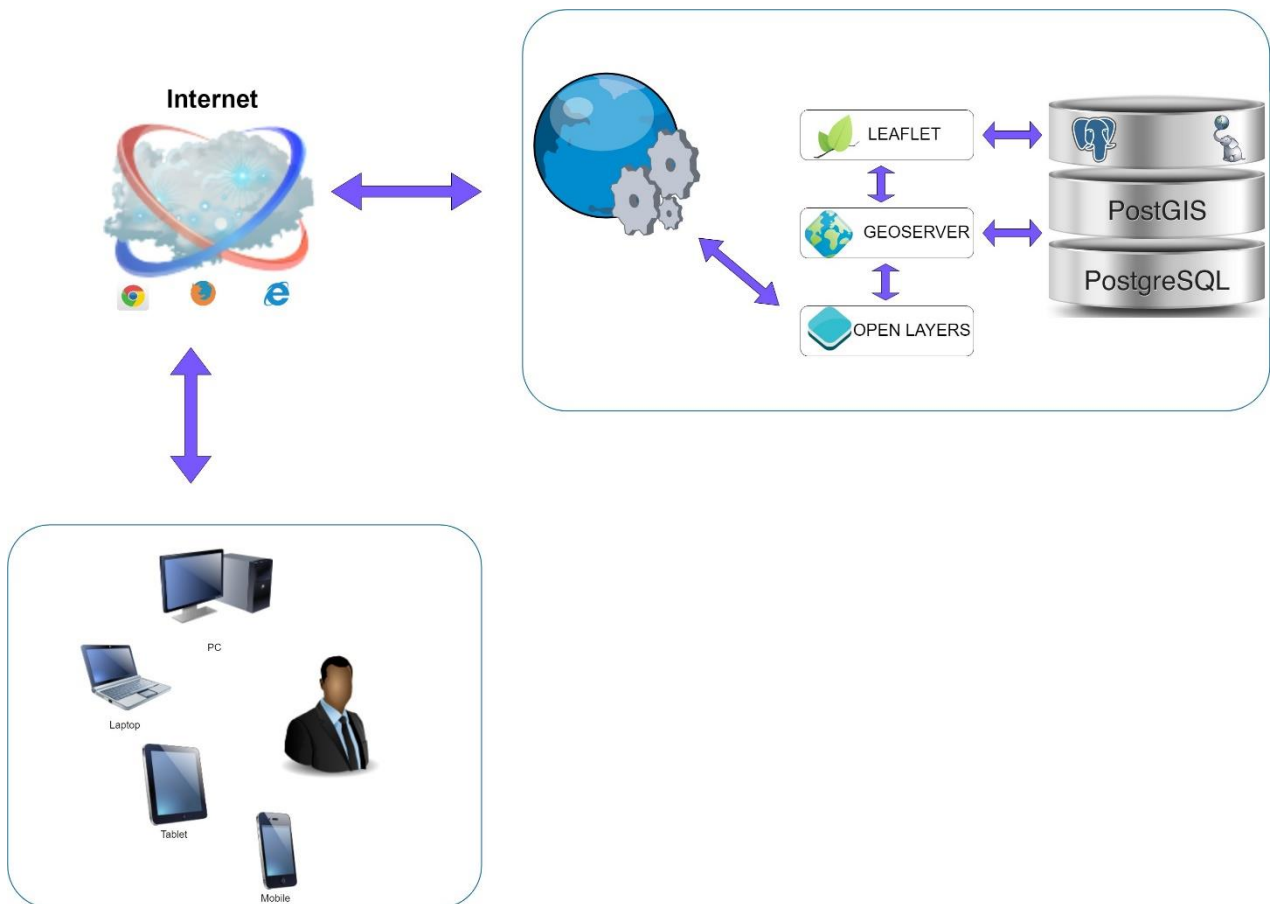 Internet
LEAFLET
GEOSERVER
OPEN LAYERS
PostGIS
PostgreSQL
PC
Laptop
Tablet
Mobile